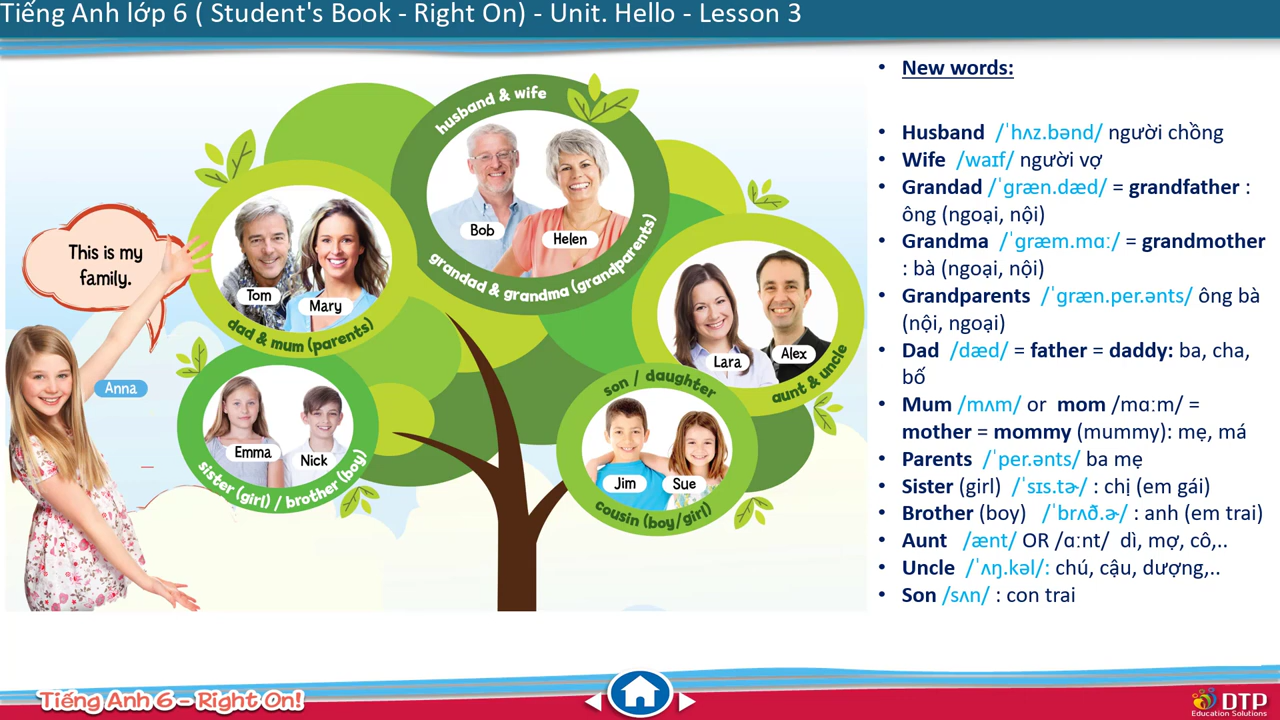 Tiếng Anh lớp 6 ( Student's Book - Right On) - Unit. Hello - Lesson 3
husband & wife
Bob
Helen
grandad & grandma (grandparents)
This is my
family.
Tom
Mary
dad & mum (parents)
Lara
Alex
aunt & uncle
Anna
Emma
Nick
sister (girl) / brother (boy)
son / daughter
Jim
Sue
cousin (boy/girl)
• New words:
• Husband /ˈhʌz.bənd/ người chồng
• Wife /waɪf/ người vợ
• Grandad /ˈɡræn.dæd/ = grandfather :
ông (ngoại, nội)
• Grandma /ˈɡræm.mɑː/ = grandmother
: bà (ngoại, nội)
• Grandparents /ˈɡræn.per.ənts/ ông bà
(nội, ngoại)
• Dad /dæd/ = father = daddy: ba, cha,
bố
• Mum /mʌm/ or mom /mɑːm/ =
mother = mommy (mummy): mẹ, má
• Parents /ˈper.ənts/ ba mẹ
• Sister (girl) /ˈsɪs.tɚ/ : chị (em gái)
• Brother (boy) /ˈbrʌð.ɚ/ : anh (em trai)
• Aunt /ænt/ OR /ɑːnt/ dì, mợ, cô,..
• Uncle /ˈʌŋ.kəl/: chú, cậu, dượng,..
• Son /sʌn/ : con trai
Tiếng Anh 6 - Right On!
DTP
Education Solutions